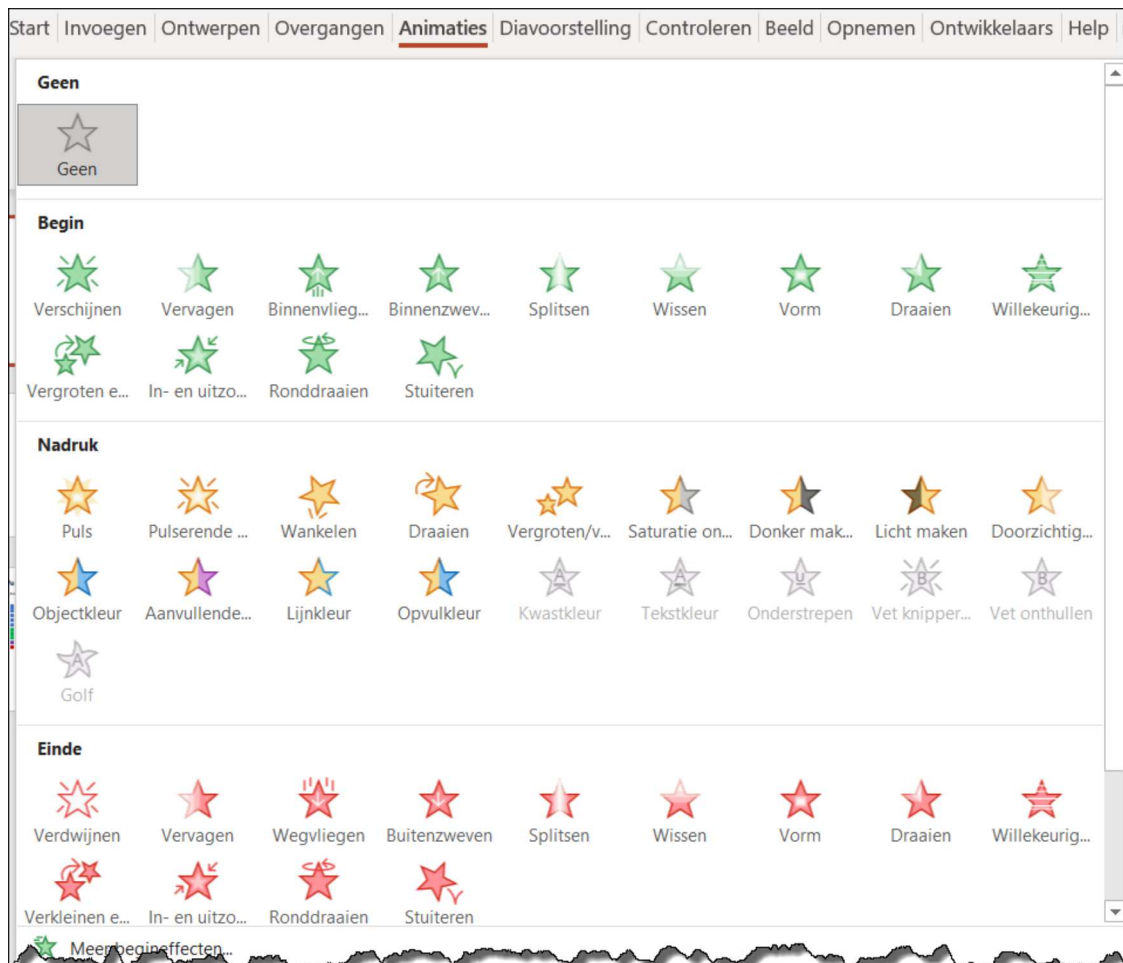 Start Invoegen Ontwerpen Overgangen Animaties Diavoorstelling Controleren Beeld Opnemen Ontwikkelaars Help
Geen
Geen
Begin
Verschijnen Vervagen Binnenvlieg... Binnenzwev... Splitsen Wissen Vorm Draaien Willekeurig...
Vergroten e... In- en uitzo... Ronddraaien Stuiteren
Nadruk
Puls Pulserende ... Wankelen Draaien Vergroten/v... Saturatie on... Donker mak... Licht maken Doorzichtig...
Objectkleur Aanvullende... Lijnkleur Opvulkleur Kwastkleur Tekstkleur Onderstrepen Vet knipper... Vet onthullen
Golf
Einde
Verdwijnen Vervagen Wegvliegen Buitenzweven Splitsen Wissen Vorm Draaien Willekeurig...
Verkleinen e... In- en uitzo... Ronddraaien Stuiteren
Meer begineffecten...